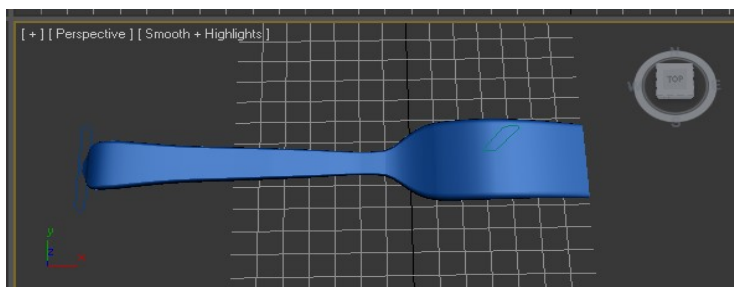 [ + ] [ Perspective ] [ Smooth + Highlights ]
N
TOP
W
E
S
y
z
x